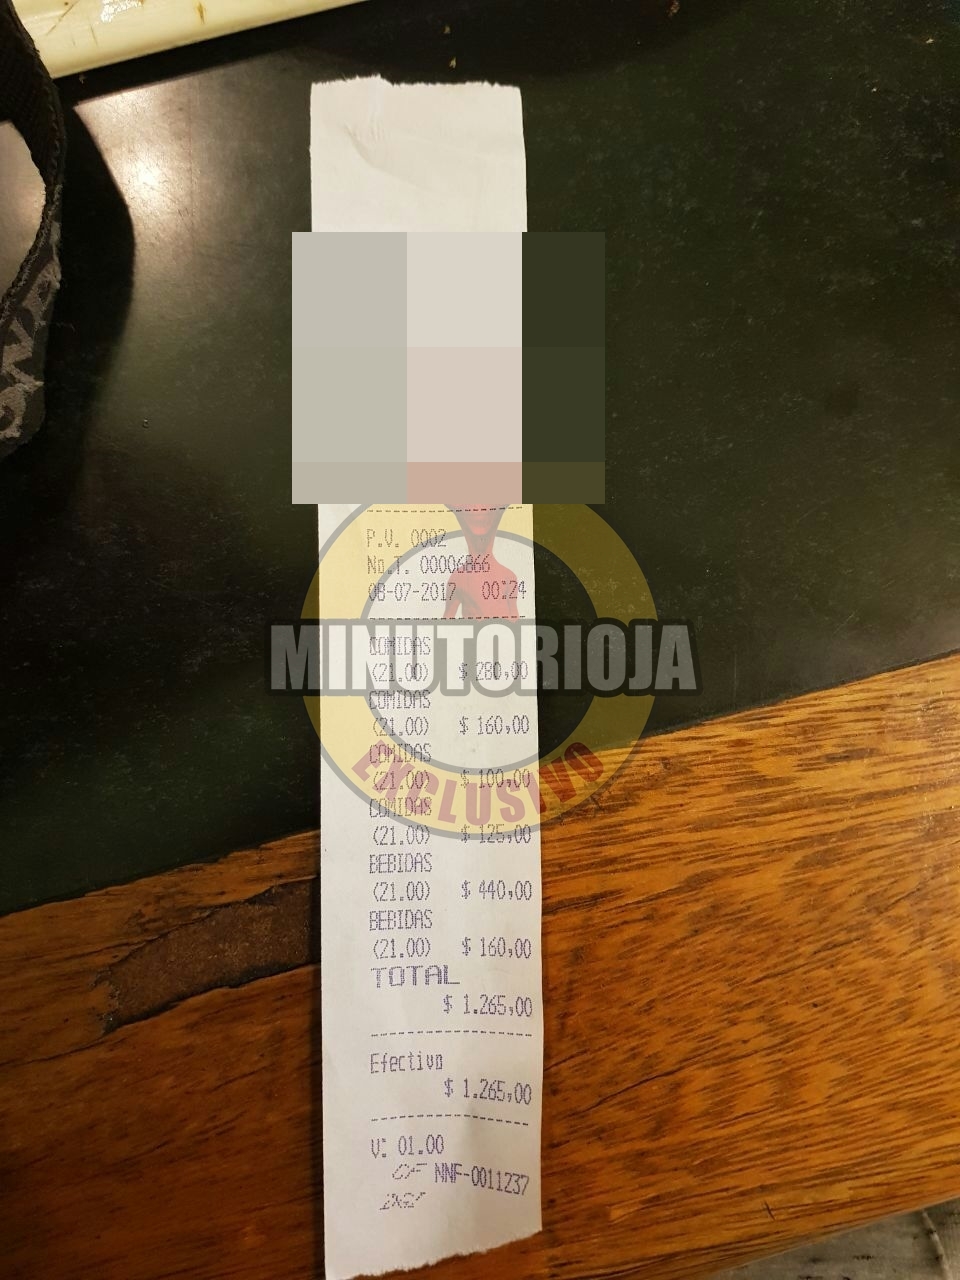 P.V. 0002
No.T. 00006866
08-07-2017 00:24
COMIDAS
(21.00) $ 280,00
COMIDAS
(21.00) $ 160,00
COMIDAS
(21.00) $ 100,00
COMIDAS
(21.00) $ 125,00
BEBIDAS
(21.00) $ 440,00
BEBIDAS
(21.00) $ 160,00
TOTAL
$ 1.265,00
Efectivo
$ 1.265,00
V: 01.00
CF NNF-0011237
MINUTORIOJA
EXCLUSIVO